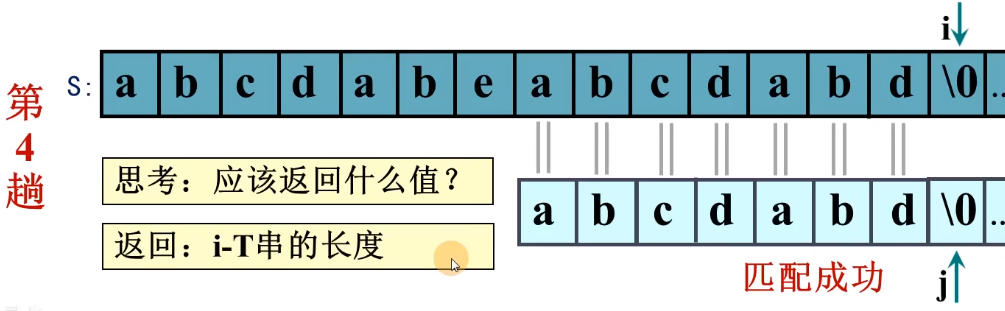 i
S: a b c d a b e a b c d a b d \0 ..
第4趟
思考：应该返回什么值？
a b c d a b d \0 ..
返回：i-T串的长度
匹配成功
j